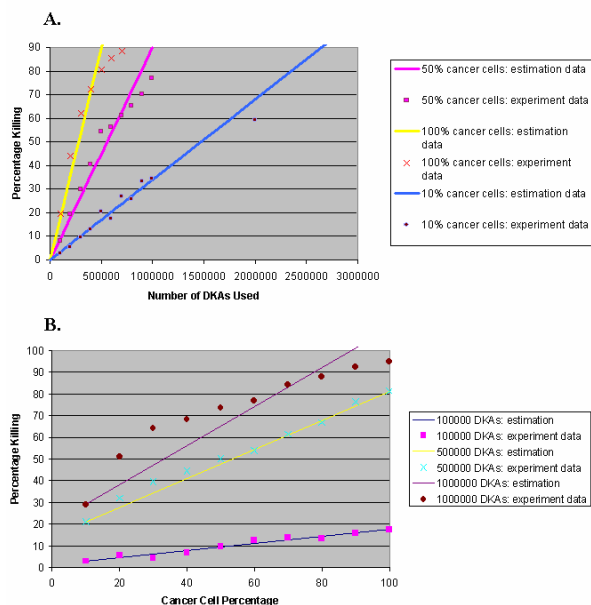 A.
90
80
70
60
50
40
30
20
10
0
Percentage Killing
0 500000 1000000 1500000 2000000 2500000 3000000
Number of DKAs Used
50% cancer cells: estimation data
50% cancer cells: experiment data
100% cancer cells: estimation
data
100% cancer cells: experiment
data
10% cancer cells: estimation data
10% cancer cells: experiment data
B.
100
90
80
70
60
50
40
30
20
10
0
Percentage Killing
0 20 40 60 80 100
Cancer Cell Percentage
100000 DKAs: estimation
100000 DKAs: experiment data
500000 DKAs: estimation
500000 DKAs: experiment data
1000000 DKAs: estimation
1000000 DKAs: experiment data